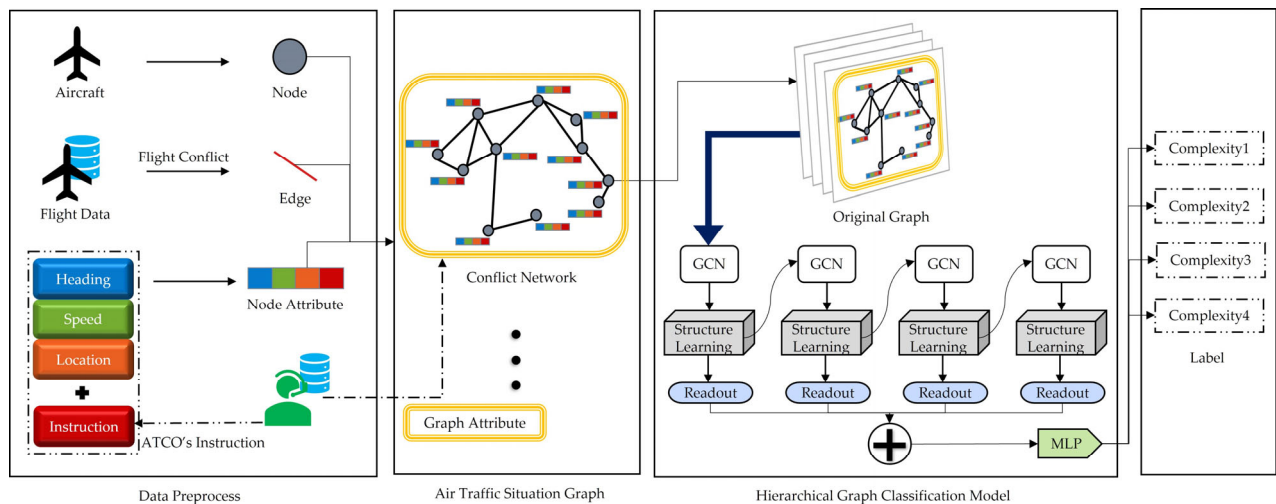 Aircraft
Node
Flight Conflict
Flight Data
Edge
Heading
Speed
Location
Instruction
Node Attribute
ATCO's Instruction
Data Preprocess
Conflict Network
Graph Attribute
Air Traffic Situation Graph
Original Graph
GCN
GCN
GCN
GCN
Structure
Learning
Structure
Learning
Structure
Learning
Structure
Learning
Readout
Readout
Readout
Readout
MLP
Hierarchical Graph Classification Model
Complexity1
Complexity2
Complexity3
Complexity4
Label